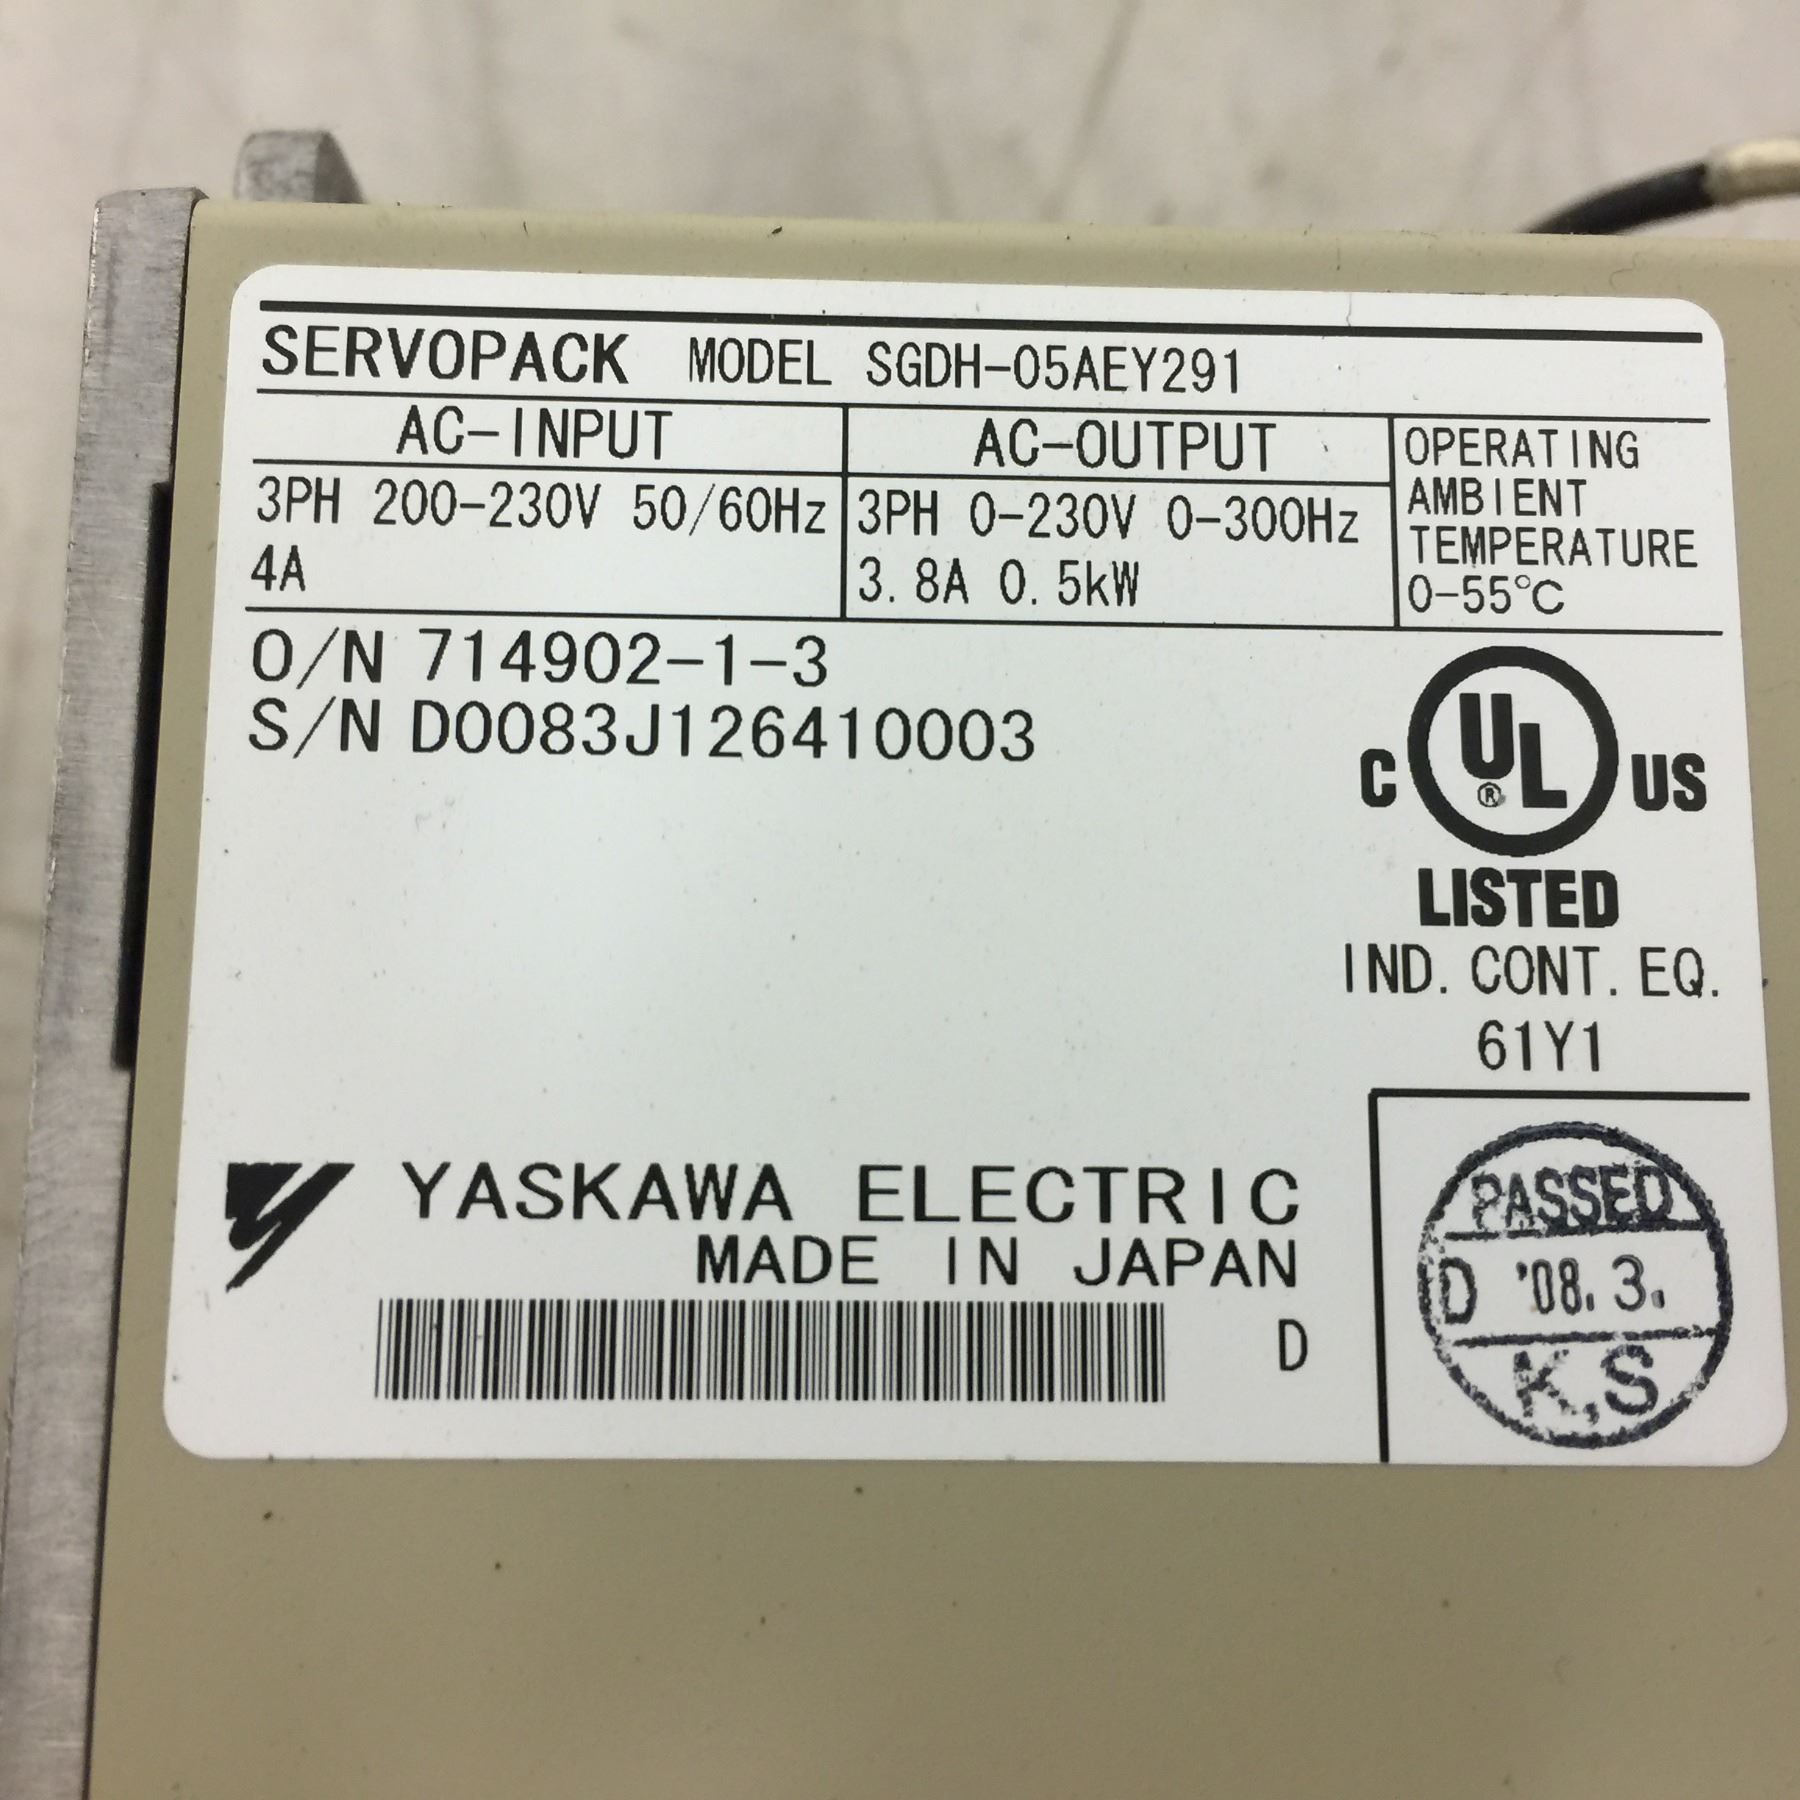 SERVOPACK MODEL SGDH-05AEY291
AC-INPUT
3PH 200-230V 50/60Hz
4A
AC-OUTPUT
3PH 0-230V 0-300Hz
3.8A 0.5kW
OPERATING
AMBIENT
TEMPERATURE
0-55°C
O/N 714902-1-3
S/N D0083J126410003
C UL® US
LISTED
IND. CONT. EQ.
61Y1
YASKAWA ELECTRIC
MADE IN JAPAN
D
PASSED
D '08.3.
K.S